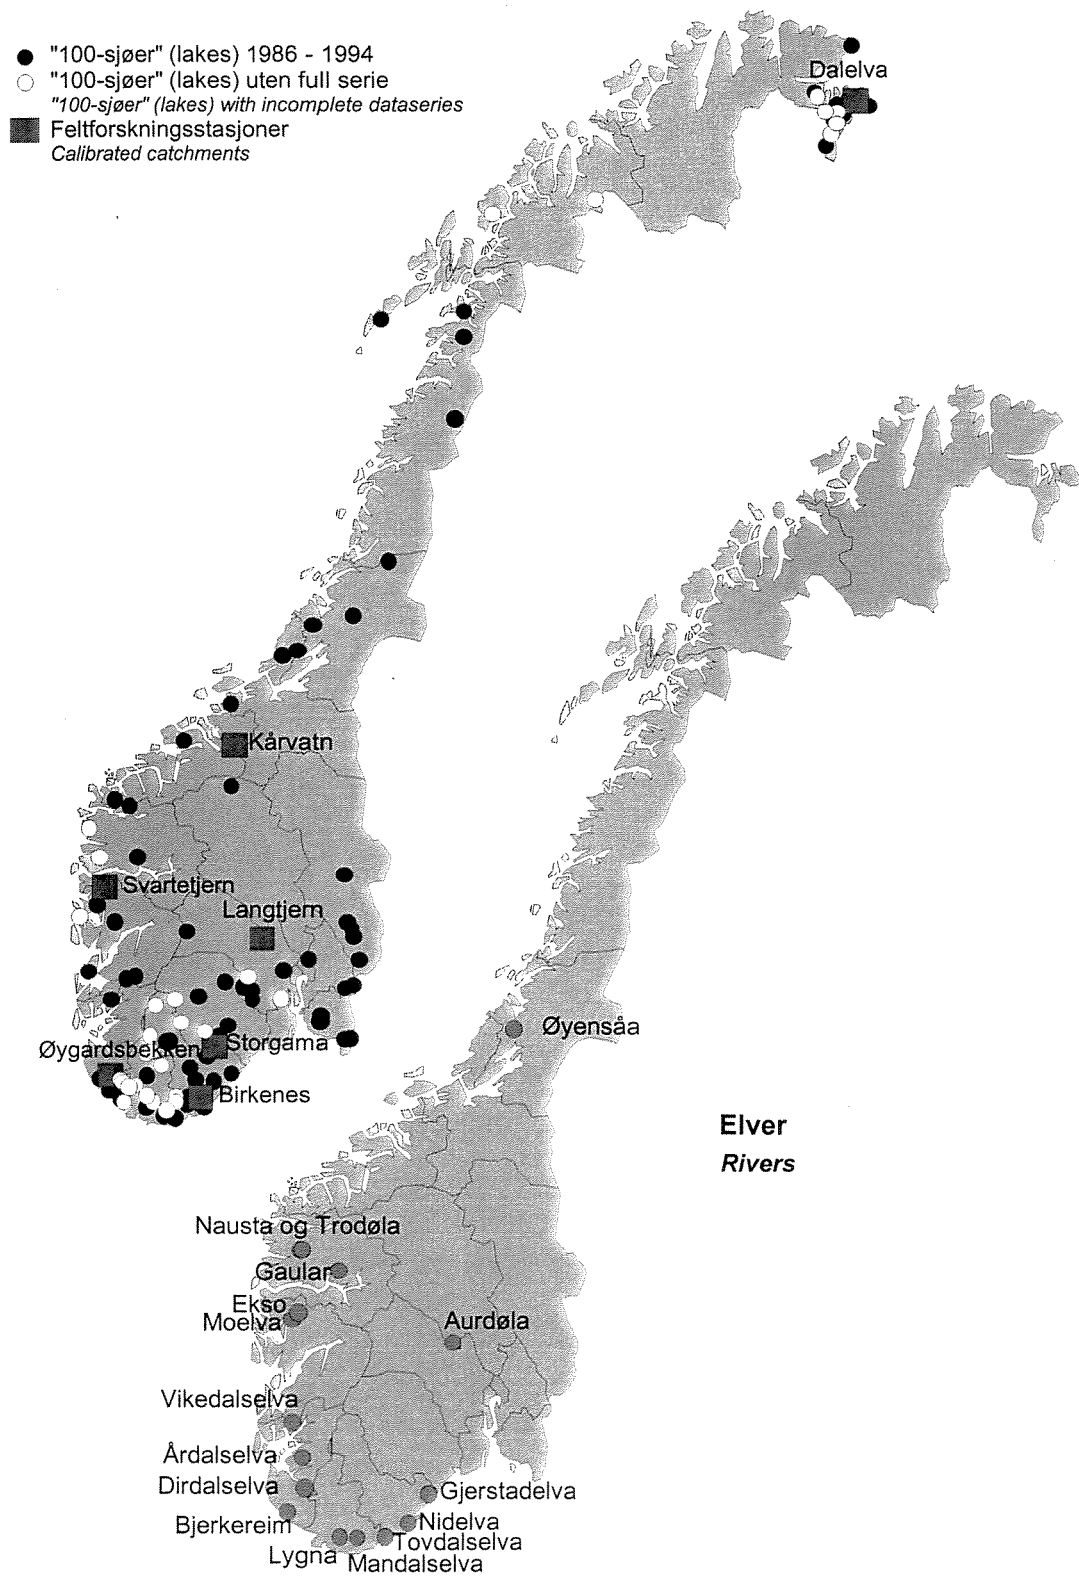 "100-sjøer" (lakes) 1986 - 1994
"100-sjøer" (lakes) uten full serie
"100-sjøer" (lakes) with incomplete dataseries
Feltforskningsstasjoner
Calibrated catchments
Dalelva
Kårvatn
Svartetjern
Langtjern
Øygardsbekken
Storgama
Birkenes
Øyensåa
Elver
Rivers
Nausta og Trodøla
Gaular
Ekso
Moelva
Aurdøla
Vikedalselva
Årdalselva
Dirdalselva
Gjerstadelva
Bjerkereim
Nidelva
Tovdalselva
Lygna
Mandalselva